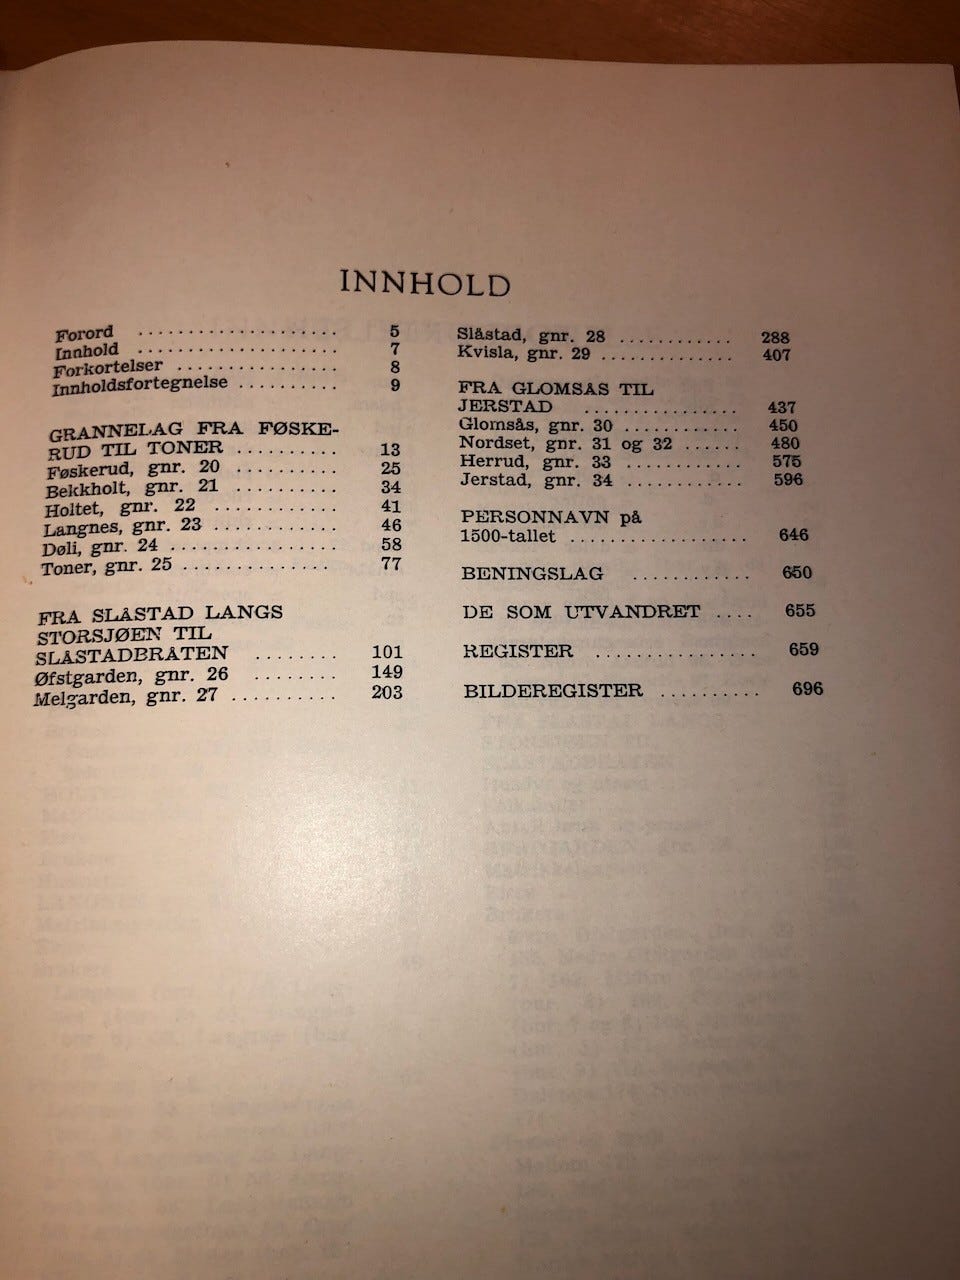 INNHOLD
Forord .................... 5
Innhold .................... 7
Forkortelser ................ 8
Innholdsfortegnelse .......... 9
GRANNELAG FRA FØSKE-
RUD TIL TONER .......... 13
Føskerud, gnr. 20 .......... 25
Bekkholt, gnr. 21 .......... 34
Holtet, gnr. 22 ............ 41
Langnes, gnr. 23 ............ 46
Døli, gnr. 24 ................ 58
Toner, gnr. 25 .............. 77
FRA SLÅSTAD LANGS
STORSJØEN TIL
SLÅSTADBRATEN ........ 101
Øfstgarden, gnr. 26 ........ 149
Melgarden, gnr. 27 .......... 203
Slåstad, gnr. 28 ............ 288
Kvisla, gnr. 29 .............. 407
FRA GLOMSAS TIL
JERSTAD ................ 437
Glomsås, gnr. 30 ............ 450
Nordset, gnr. 31 og 32 ...... 480
Herrud, gnr. 33 ............ 575
Jerstad, gnr. 34 ............ 596
PERSONNAVN på
1500-tallet .................. 646
BENINGSLAG ............ 650
DE SOM UTVANDRET .... 655
REGISTER ................ 659
BILDEREGISTER .......... 696